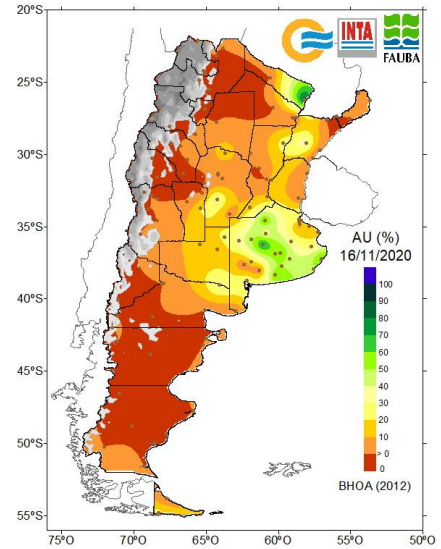 20°S
25°S
30°S
35°S
40°S
45°S
50°S
55°S
75°O
70°O
65°O
60°O
55°O
50°O
INTA
FAUBA
AU (%)
16/11/2020
100
90
80
70
60
50
40
30
20
10
> 0
0
BHOA (2012)